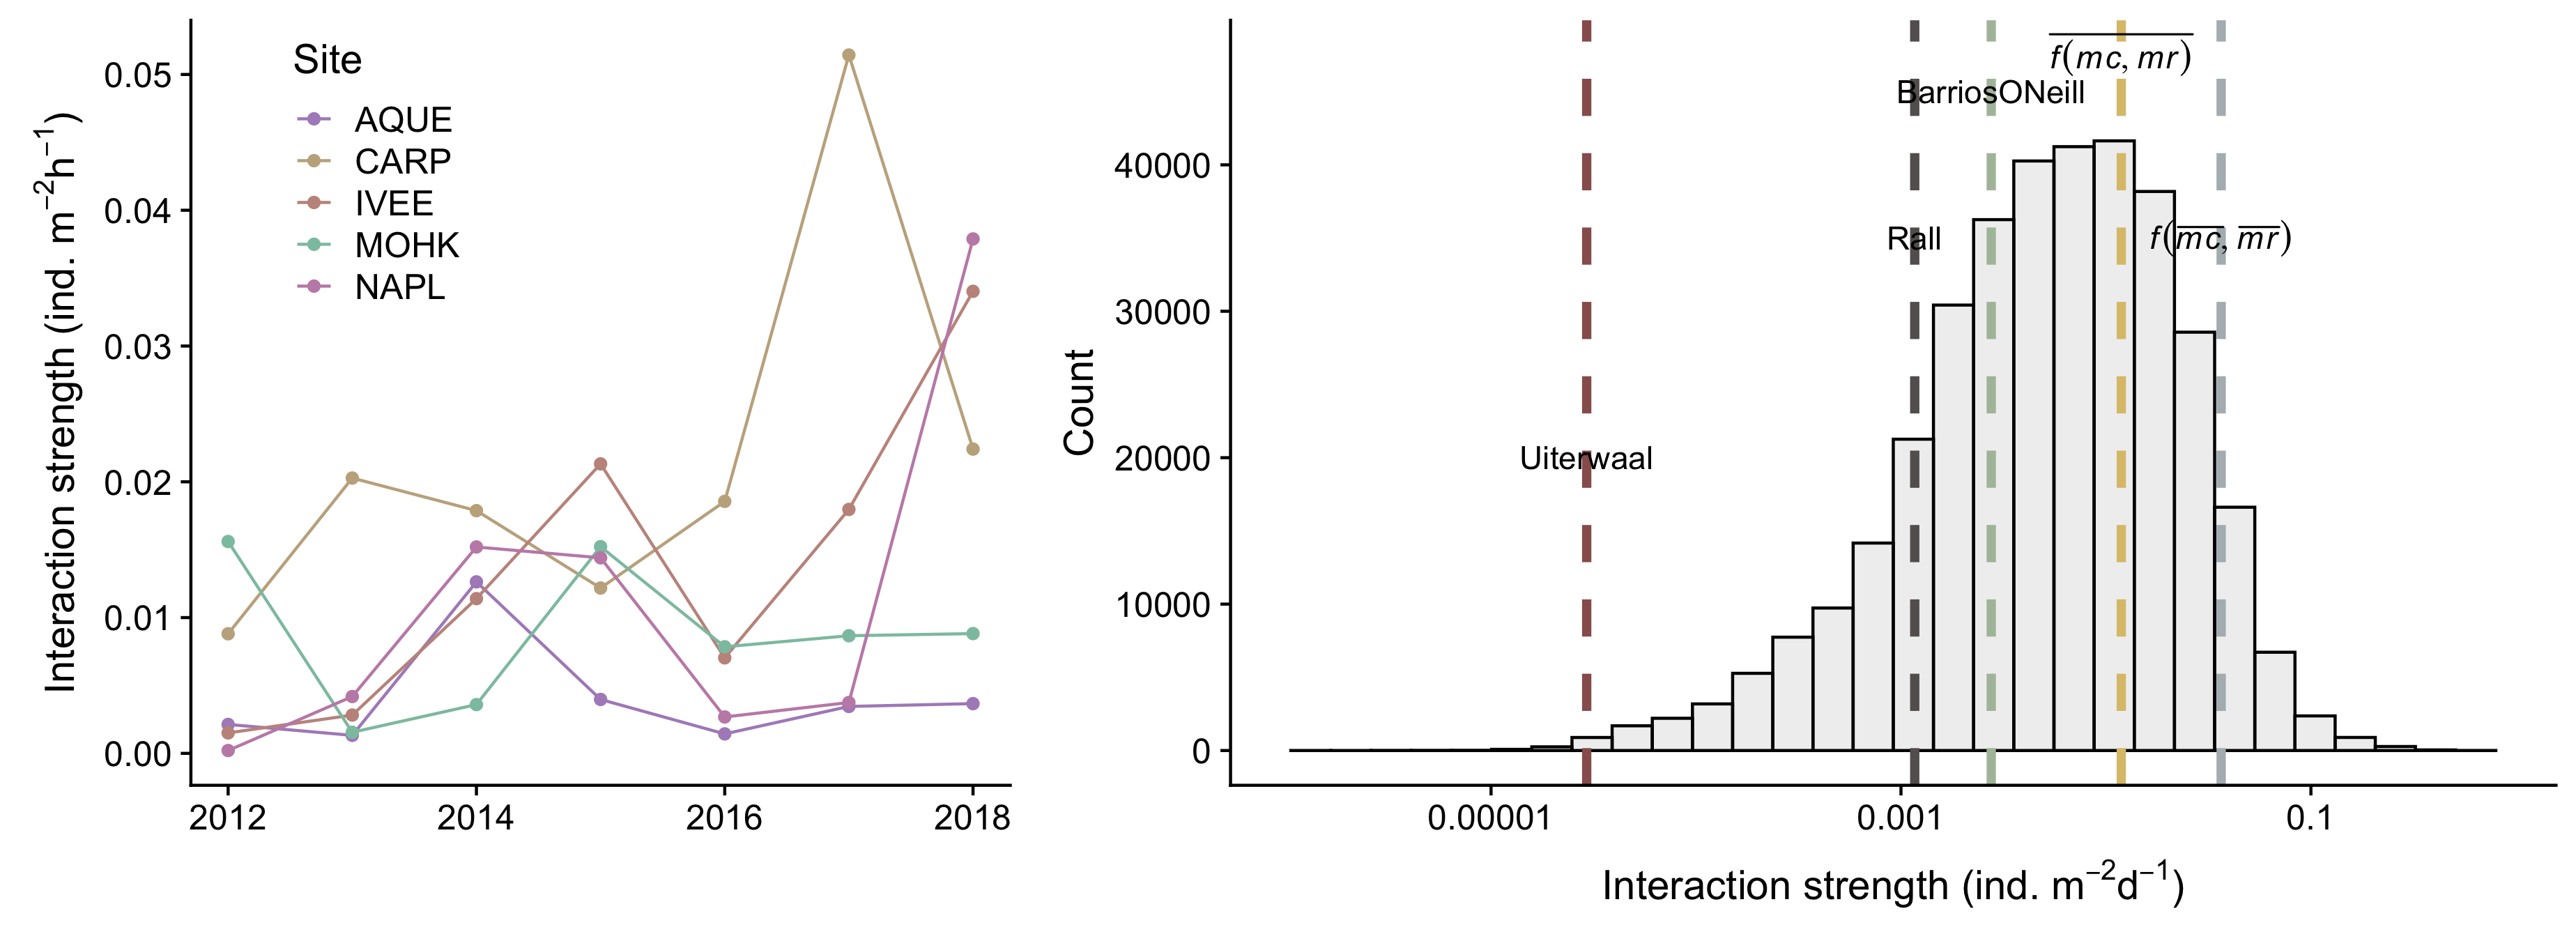 Interaction strength (ind. m⁻²h⁻¹)
0.05
0.04
0.03
0.02
0.01
0.00
Site
AQUE
CARP
IVEE
MOHK
NAPL
2012 2014 2016 2018
Count
40000
30000
20000
10000
0
f(mc, mr)
BarriosONeill
Rall
f(mc, mr)
Uiterwaal
0.00001 0.001 0.1
Interaction strength (ind. m⁻²d⁻¹)